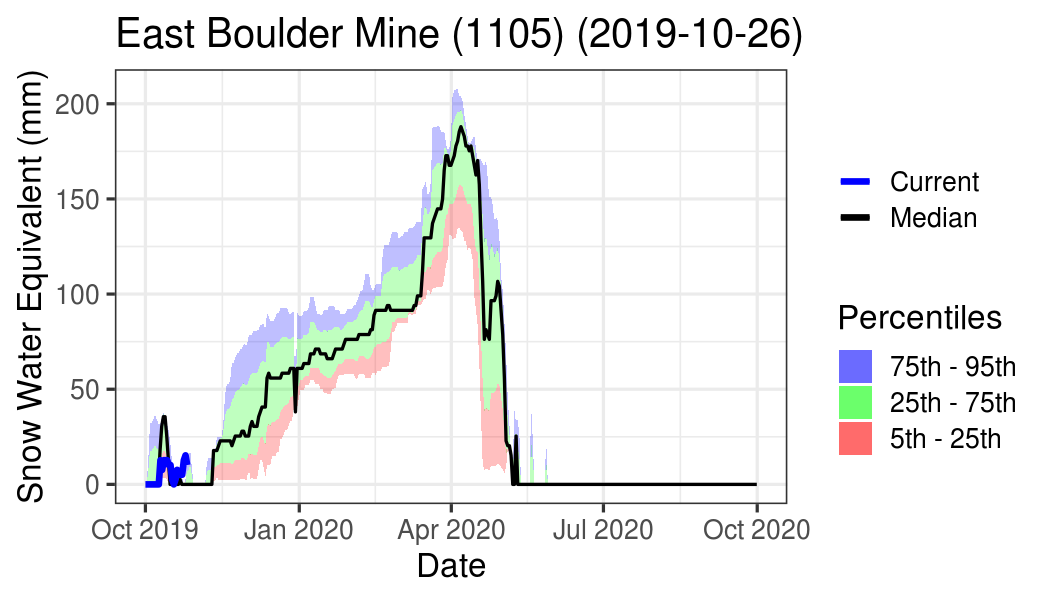 East Boulder Mine (1105) (2019-10-26)
Snow Water Equivalent (mm)
200
150
100
50
0
Oct 2019
Jan 2020
Apr 2020
Jul 2020
Oct 2020
Date
Current
Median
Percentiles
75th - 95th
25th - 75th
5th - 25th